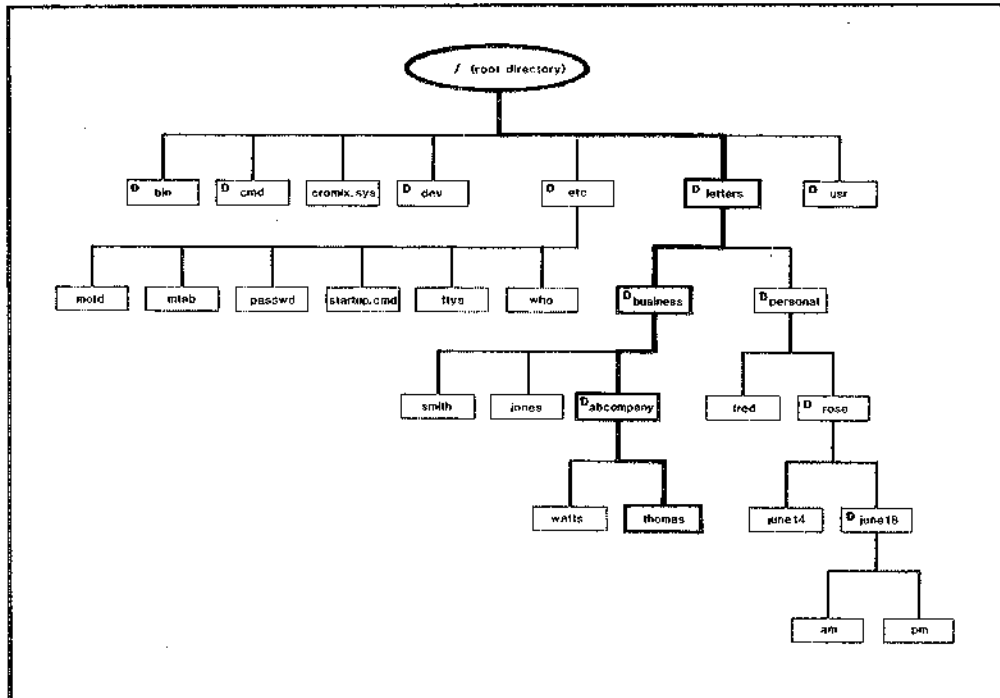 / (root directory)
D bin
D cmd
cromix.sys
D dev
D etc
D letters
D usr
motd
mtab
passwd
startup.cmd
ttys
who
D business
D personal
smith
jones
D abcompany
fred
D rose
watts
thomas
june14
D june18
am
pm